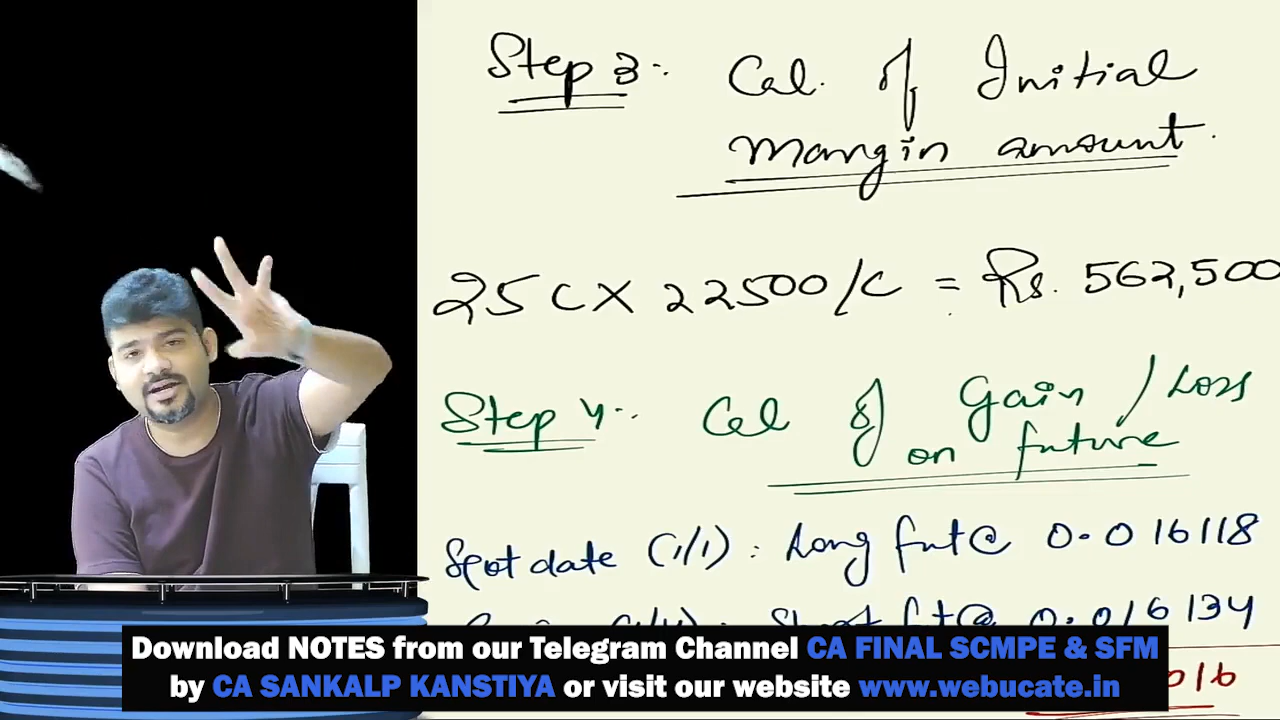 Step 3:- Cal. of Initial
Margin amount.
25C X 22500/C = Rs. 562,500
Step 4:- Cal of Gain / Loss
on future
Spot date (1/1): Long fut@ 0.016118
fut@ 0.016134
016
Download NOTES from our Telegram Channel CA FINAL SCMPE & SFM
by CA SANKALP KANSTIYA or visit our website www.webucate.in